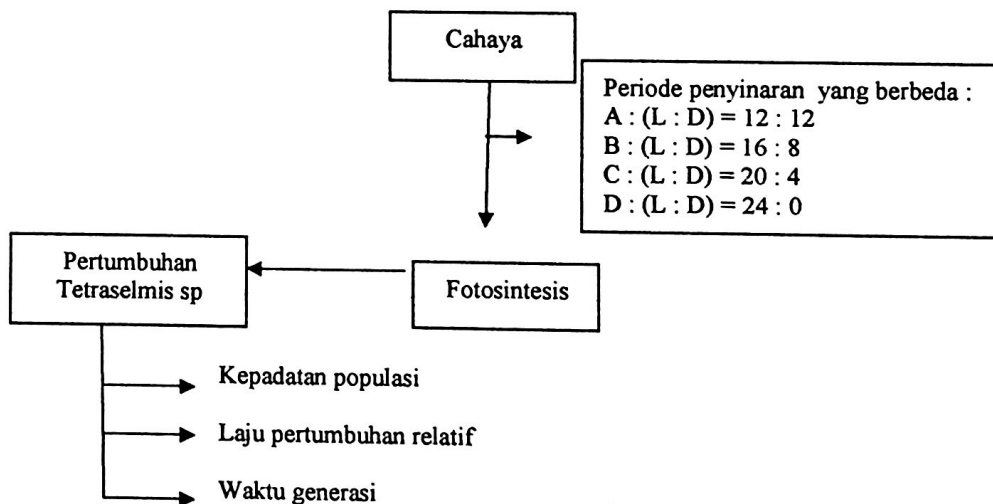 Cahaya
Periode penyinaran yang berbeda :
A : (L : D) = 12 : 12
B : (L : D) = 16 : 8
C : (L : D) = 20 : 4
D : (L : D) = 24 : 0
Pertumbuhan
Tetraselmis sp
Fotosintesis
Kepadatan populasi
Laju pertumbuhan relatif
Waktu generasi